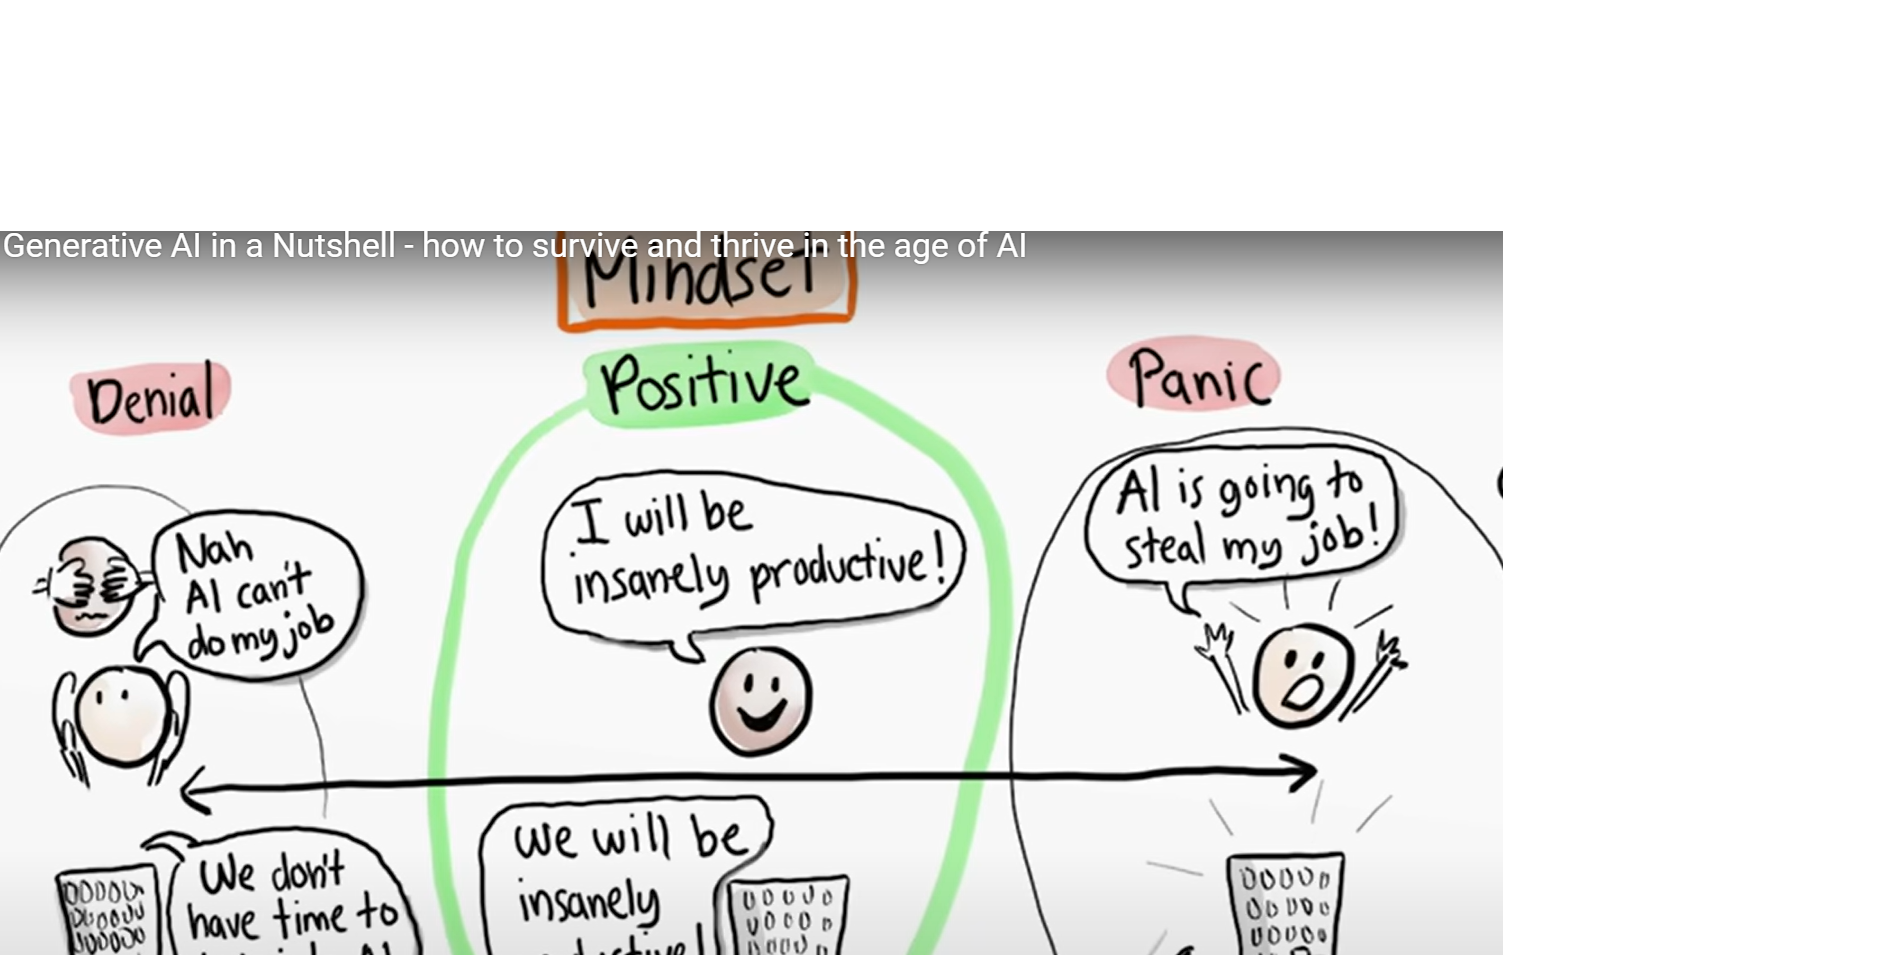 Generative AI in a Nutshell - how to survive and thrive in the age of AI
Mindset
Denial
Positive
Panic
Nah
AI can't
do my job
I will be
insanely productive!
AI is going to
steal my job!
We don't
have time to
AI
We will be
insanely